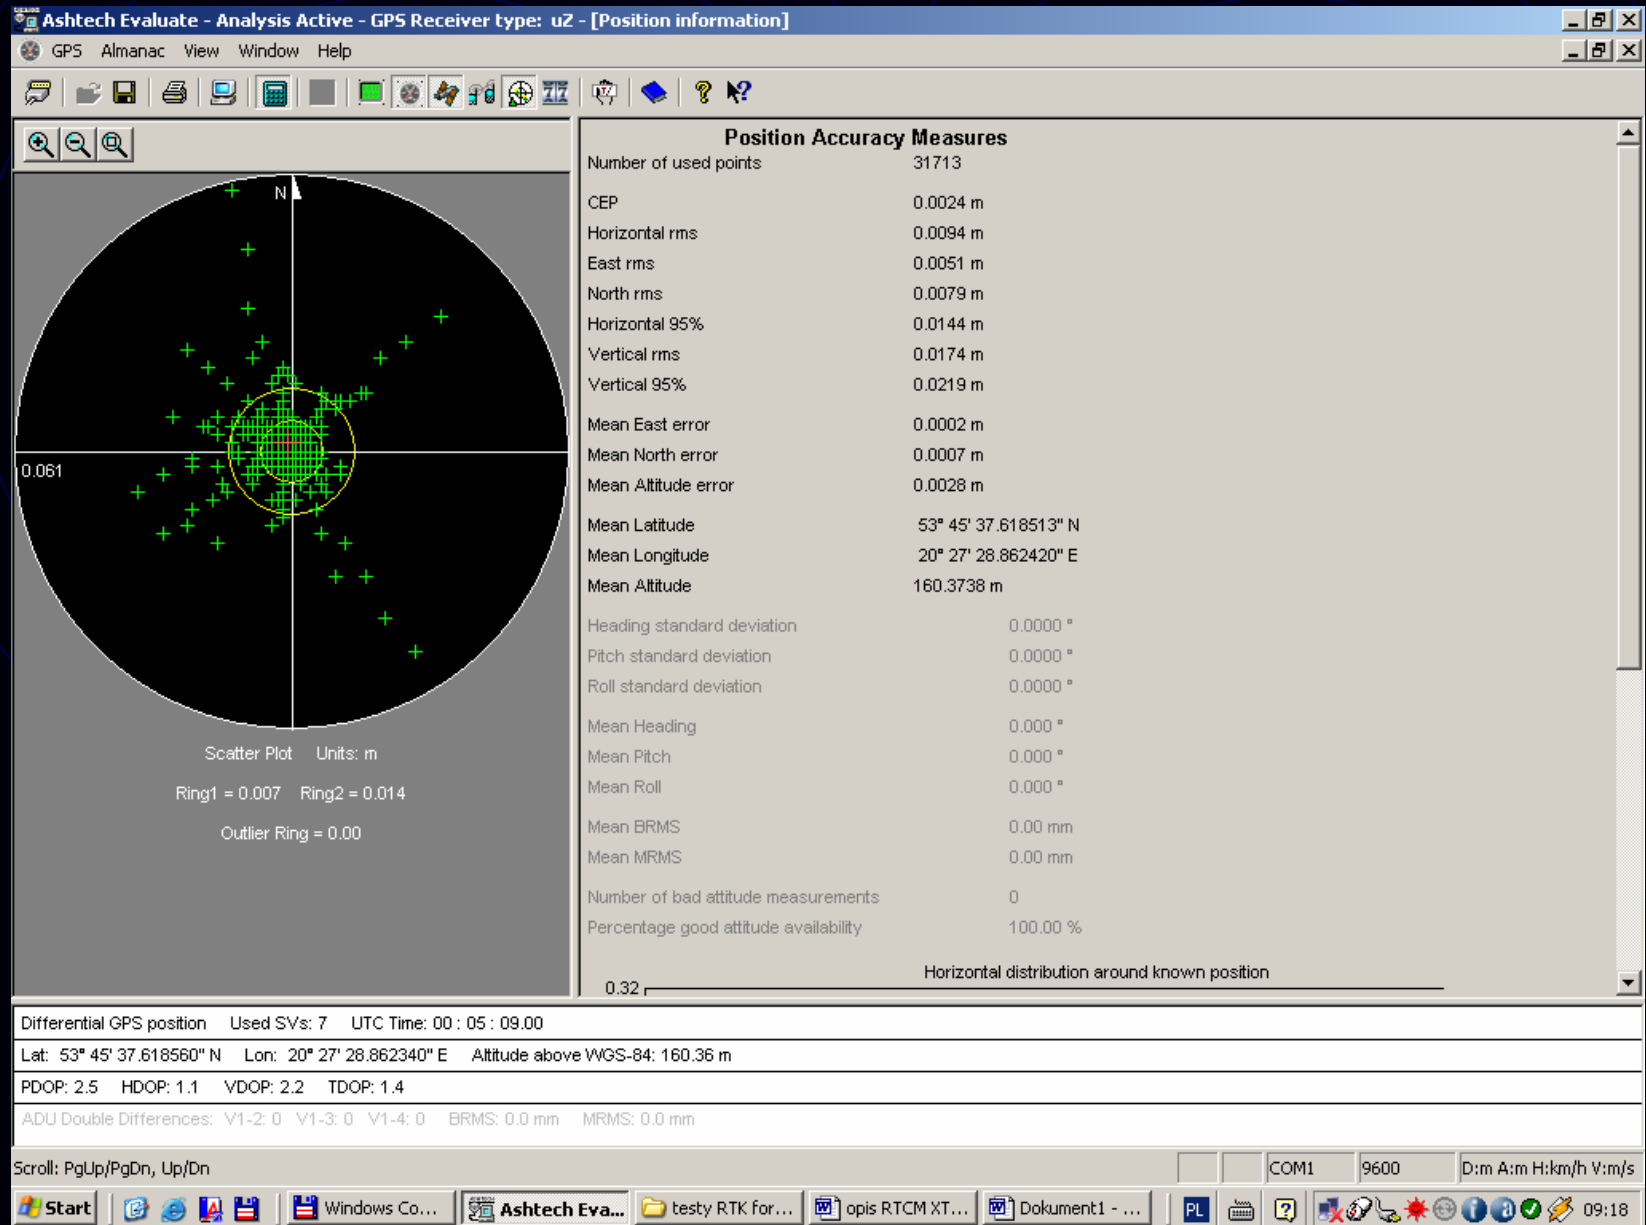 Ashtech Evaluate - Analysis Active - GPS Receiver type: uZ - [Position information]
GPS Almanac View Window Help
Position Accuracy Measures
Number of used points 31713
CEP 0.0024 m
Horizontal rms 0.0094 m
East rms 0.0051 m
North rms 0.0079 m
Horizontal 95% 0.0144 m
Vertical rms 0.0174 m
Vertical 95% 0.0219 m
Mean East error 0.0002 m
Mean North error 0.0007 m
Mean Altitude error 0.0028 m
Mean Latitude 53° 45' 37.618513" N
Mean Longitude 20° 27' 28.862420" E
Mean Altitude 160.3738 m
Heading standard deviation 0.0000 °
Pitch standard deviation 0.0000 °
Roll standard deviation 0.0000 °
Mean Heading 0.000 °
Mean Pitch 0.000 °
Mean Roll 0.000 °
Mean BRMS 0.00 mm
Mean MRMS 0.00 mm
Number of bad attitude measurements 0
Percentage good attitude availability 100.00 %
Horizontal distribution around known position
0.32
N
0.061
Scatter Plot Units: m
Ring1 = 0.007 Ring2 = 0.014
Outlier Ring = 0.00
Differential GPS position Used SVs: 7 UTC Time: 00 : 05 : 09.00
Lat: 53° 45' 37.618560" N Lon: 20° 27' 28.862340" E Altitude above WGS-84: 160.36 m
PDOP: 2.5 HDOP: 1.1 VDOP: 2.2 TDOP: 1.4
ADU Double Differences: V1-2: 0 V1-3: 0 V1-4: 0 BRMS: 0.0 mm MRMS: 0.0 mm
Scroll: PgUp/PgDn, Up/Dn COM1 9600 D:m A:m H:km/h V:m/s
Start Windows Co... Ashtech Eva... testy RTK for... opis RTCM XT... Dokument1 - ... PL 09:18